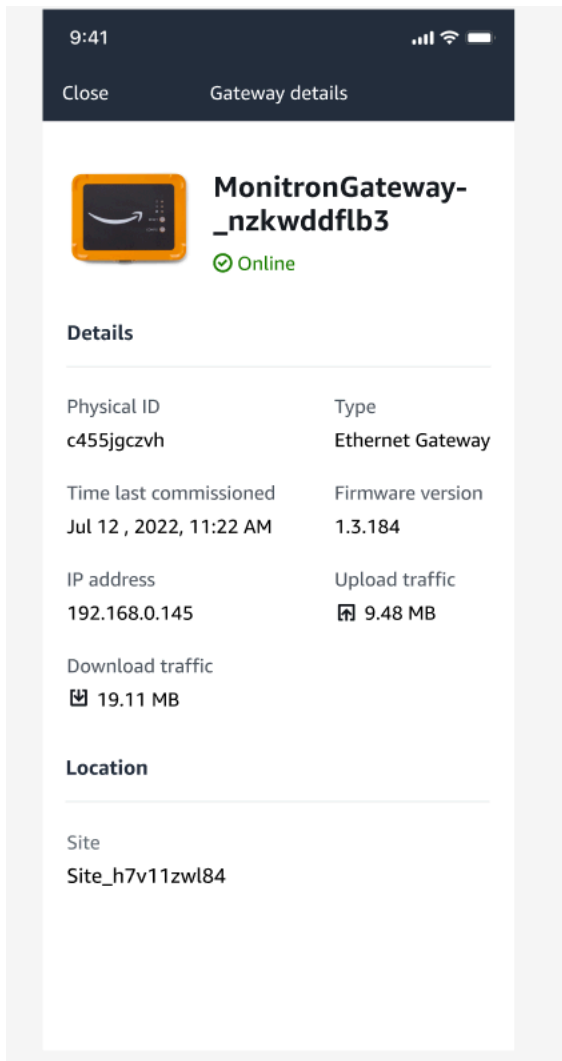 9:41
Close Gateway details
MonitronGateway-
_nzkwddflb3
Online
Details
Physical ID Type
c455jgczvh Ethernet Gateway
Time last commissioned Firmware version
Jul 12 , 2022, 11:22 AM 1.3.184
IP address Upload traffic
192.168.0.145 9.48 MB
Download traffic
19.11 MB
Location
Site
Site_h7v11zwl84